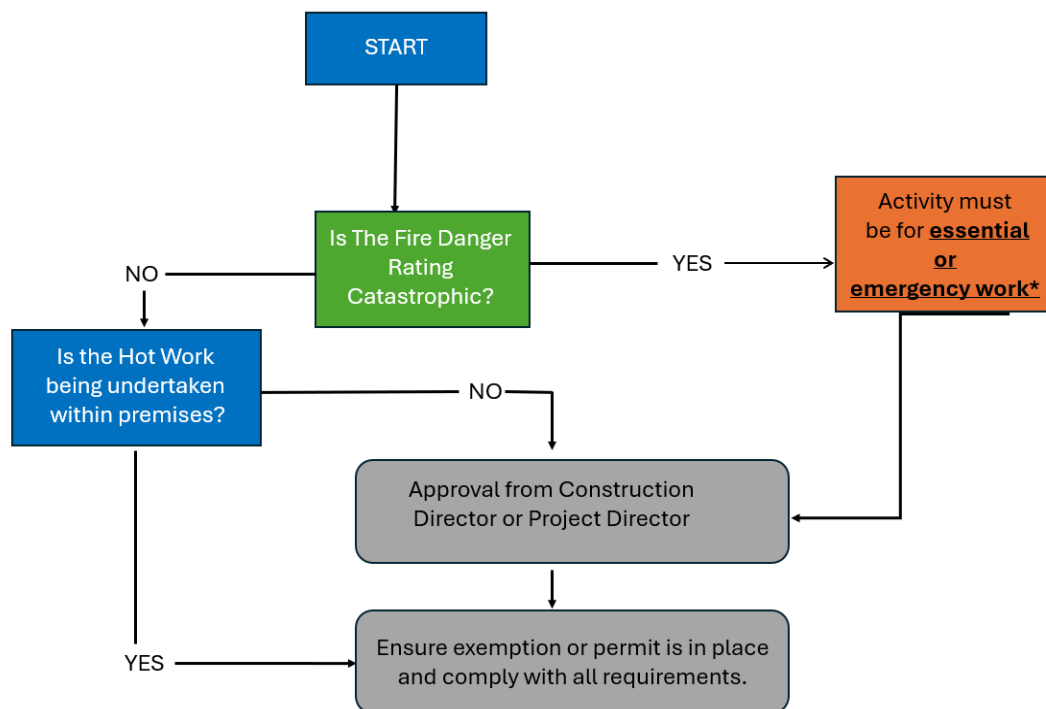 START
Is The Fire Danger
Rating
Catastrophic?
YES
Activity must
be for essential
or
emergency work*
NO
Is the Hot Work
being undertaken
within premises?
NO
Approval from Construction
Director or Project Director
YES
Ensure exemption or permit is in place
and comply with all requirements.